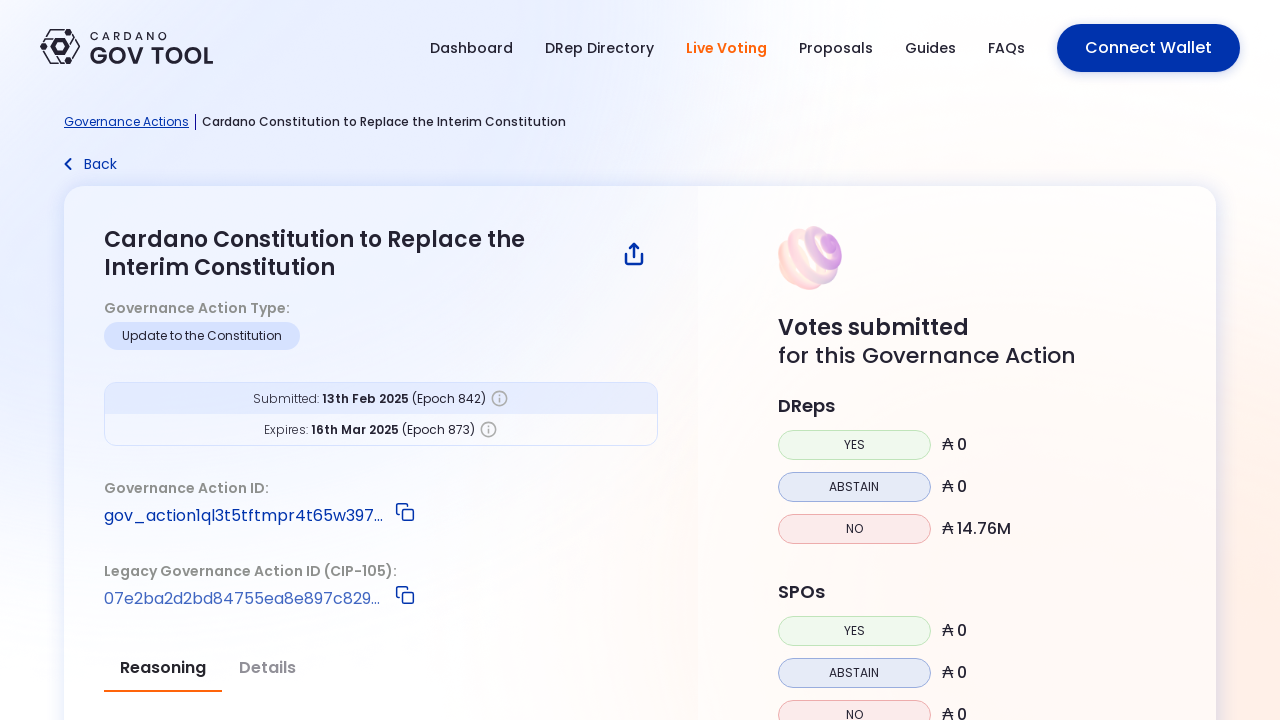 CARDANO
GOV TOOL
Dashboard
DRep Directory
Live Voting
Proposals
Guides
FAQs
Connect Wallet
Governance Actions | Cardano Constitution to Replace the Interim Constitution
Back
Cardano Constitution to Replace the
Interim Constitution
Governance Action Type:
Update to the Constitution
Submitted: 13th Feb 2025 (Epoch 842)
Expires: 16th Mar 2025 (Epoch 873)
Governance Action ID:
gov_action1ql3t5tftmpr4t65w397...
Legacy Governance Action ID (CIP-105):
07e2ba2d2bd84755ea8e897c829...
Reasoning
Details
Votes submitted
for this Governance Action
DReps
YES ₳ 0
ABSTAIN ₳ 0
NO ₳ 14.76M
SPOs
YES ₳ 0
ABSTAIN ₳ 0
NO ₳ 0